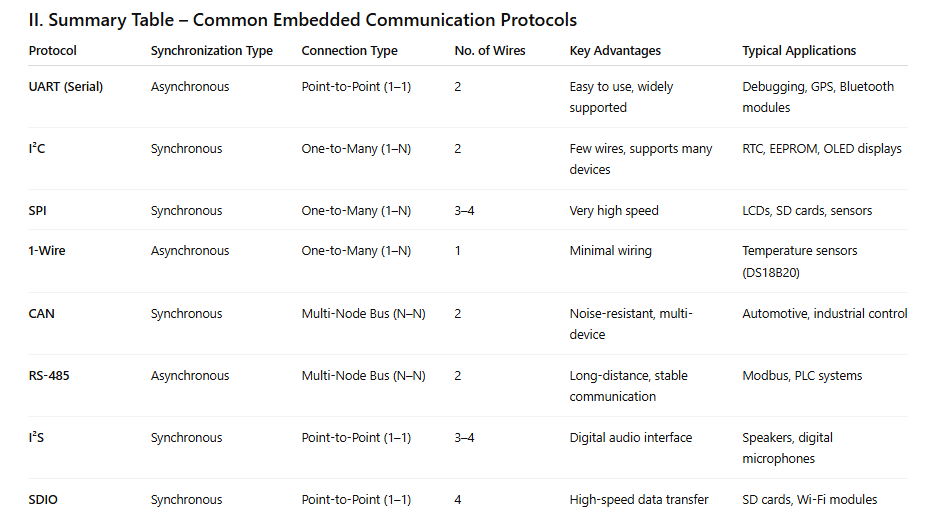 II. Summary Table – Common Embedded Communication Protocols
Protocol Synchronization Type Connection Type No. of Wires Key Advantages Typical Applications
UART (Serial) Asynchronous Point-to-Point (1–1) 2 Easy to use, widely Debugging, GPS, Bluetooth
supported modules
I²C Synchronous One-to-Many (1–N) 2 Few wires, supports many RTC, EEPROM, OLED displays
devices
SPI Synchronous One-to-Many (1–N) 3–4 Very high speed LCDs, SD cards, sensors
1-Wire Asynchronous One-to-Many (1–N) 1 Minimal wiring Temperature sensors
(DS18B20)
CAN Synchronous Multi-Node Bus (N–N) 2 Noise-resistant, multi- Automotive, industrial control
device
RS-485 Asynchronous Multi-Node Bus (N–N) 2 Long-distance, stable Modbus, PLC systems
communication
I²S Synchronous Point-to-Point (1–1) 3–4 Digital audio interface Speakers, digital
microphones
SDIO Synchronous Point-to-Point (1–1) 4 High-speed data transfer SD cards, Wi-Fi modules